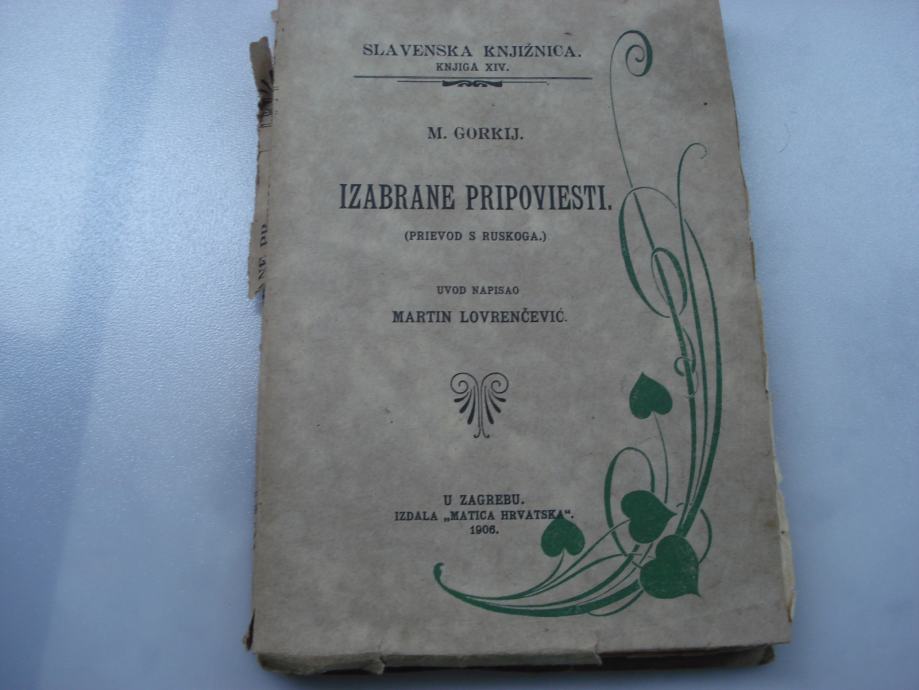 SLAVENSKA KNJIŽNICA.
KNJIGA XIV.
M. GORKIJ.
IZABRANE PRIPOVIESTI.
(PRIEVOD S RUSKOGA.)
UVOD NAPISAO
MARTIN LOVRENČEVIĆ.
U ZAGREBU.
IZDALA „MATICA HRVATSKA“.
1906.